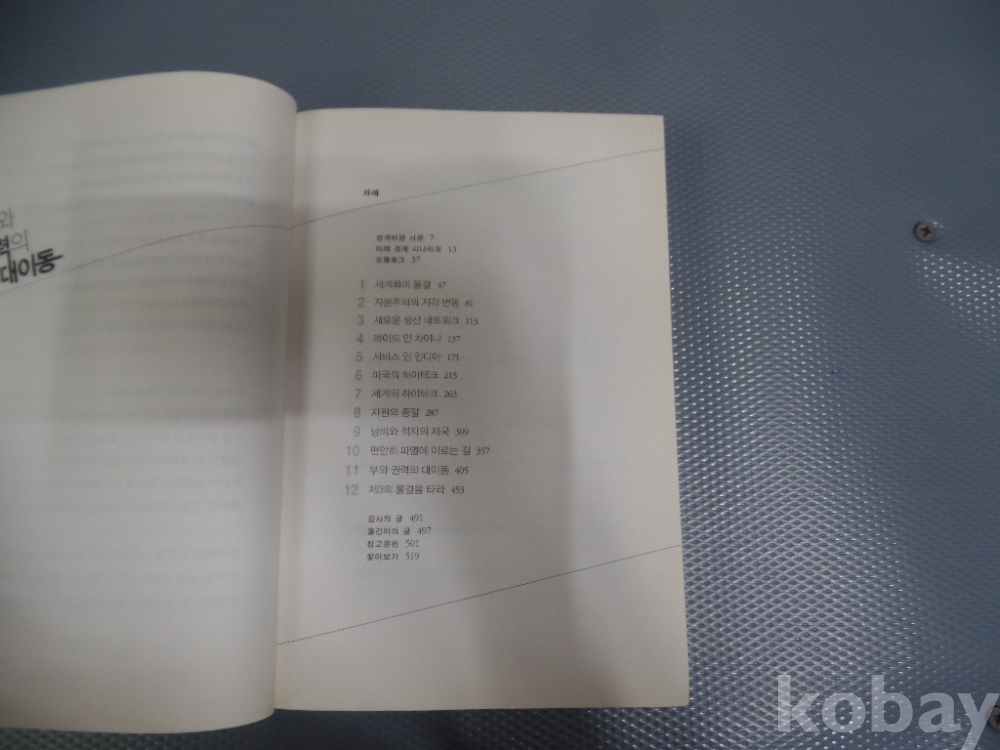 와
력의
대이동
차례
한국어판 서문 7
미래 경제 시나리오 13
프롤로그 37
1 세계화의 물결 47
2 자본주의의 지각 변동 81
3 새로운 생산 네트워크 113
4 메이드 인 차이나 137
5 서비스 인 인디아 171
6 미국의 하이테크 215
7 세계의 하이테크 263
8 자원의 종말 287
9 낭비와 적자의 제국 309
10 편안히 파멸에 이르는 길 357
11 부와 권력의 대이동 405
12 제3의 물결을 타라 453
감사의 글 491
옮긴이의 글 497
참고문헌 501
찾아보기 519
kobay